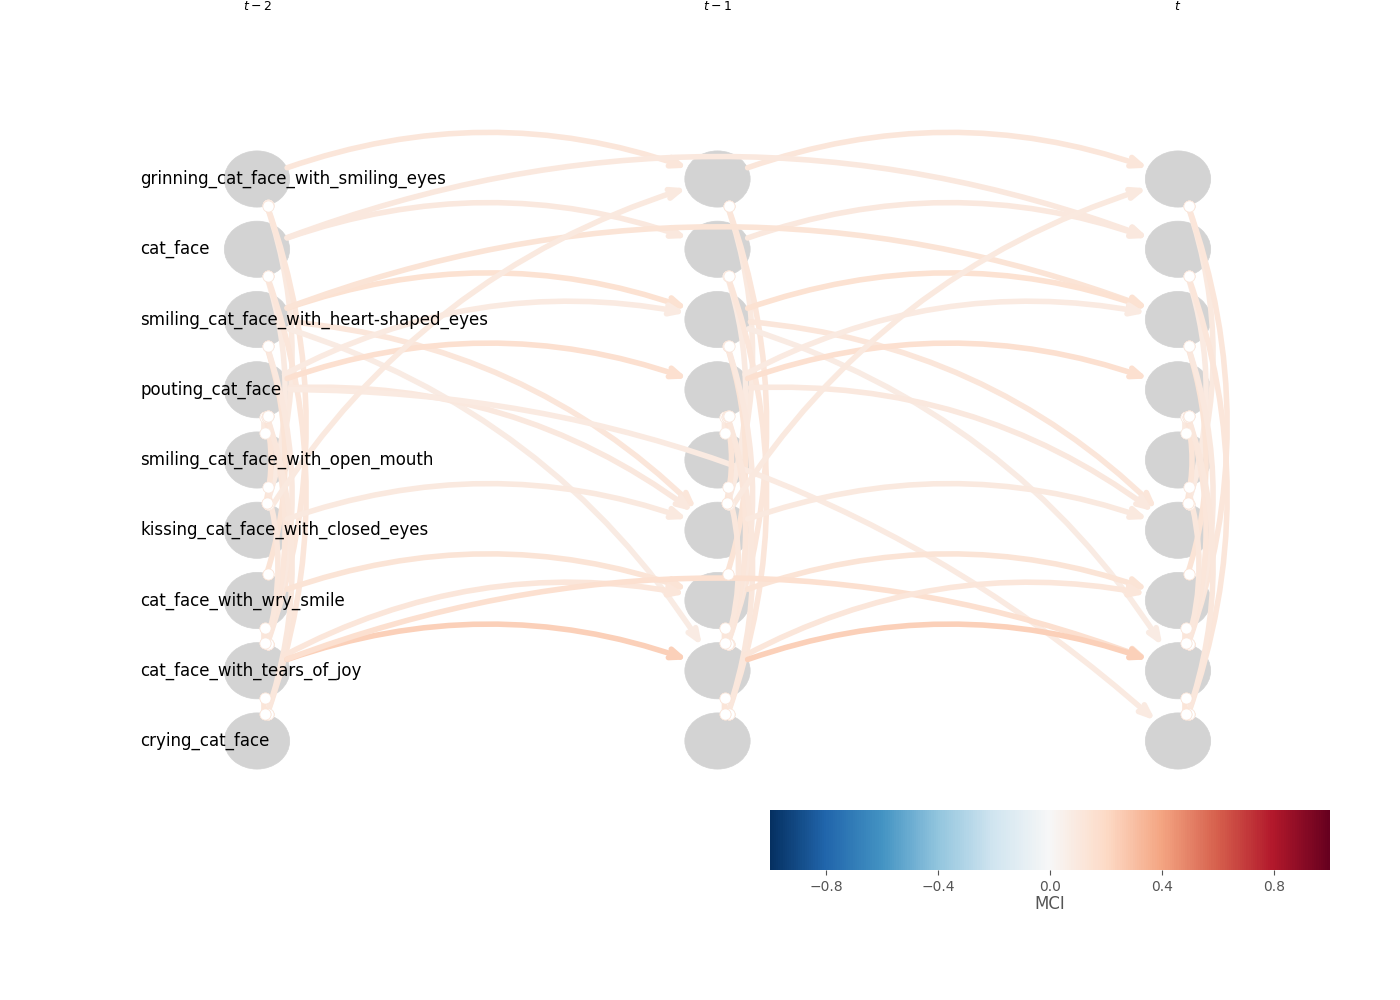 t − 2 t − 1 t
grinning_cat_face_with_smiling_eyes
cat_face
smiling_cat_face_with_heart-shaped_eyes
pouting_cat_face
smiling_cat_face_with_open_mouth
kissing_cat_face_with_closed_eyes
cat_face_with_wry_smile
cat_face_with_tears_of_joy
crying_cat_face
−0.8 −0.4 0.0 0.4 0.8
MCI